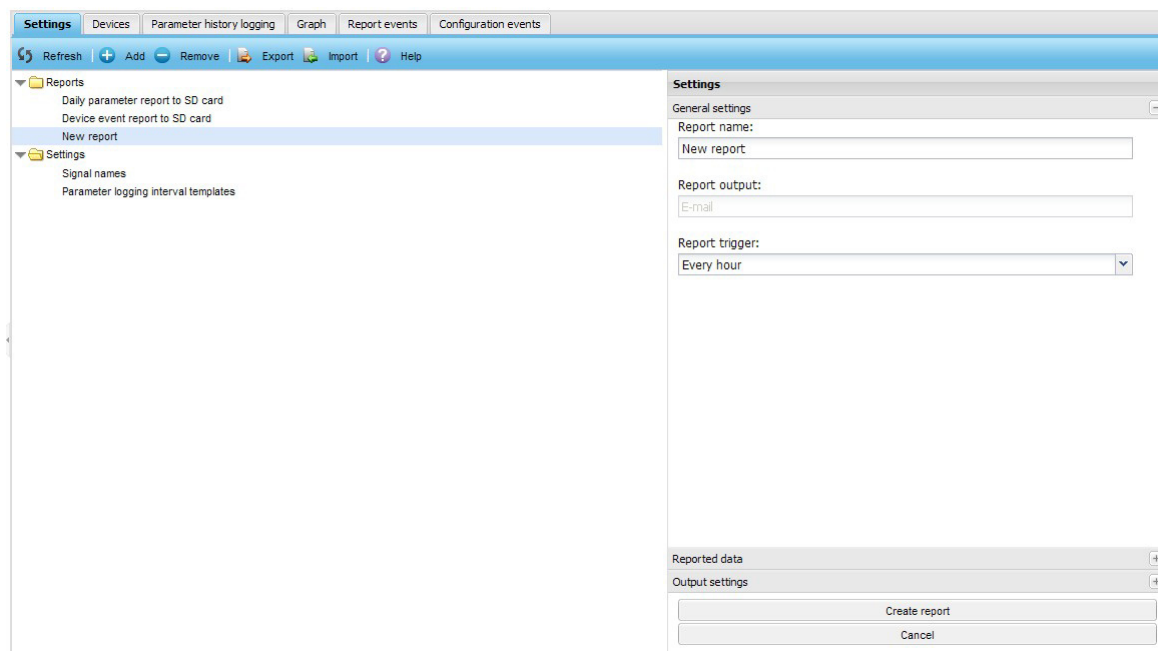 Settings Devices Parameter history logging Graph Report events Configuration events
Refresh Add Remove Export Import Help
Reports
Daily parameter report to SD card
Device event report to SD card
New report
Settings
Signal names
Parameter logging interval templates
Settings
General settings
Report name:
New report
Report output:
E-mail
Report trigger:
Every hour
Reported data
Output settings
Create report
Cancel